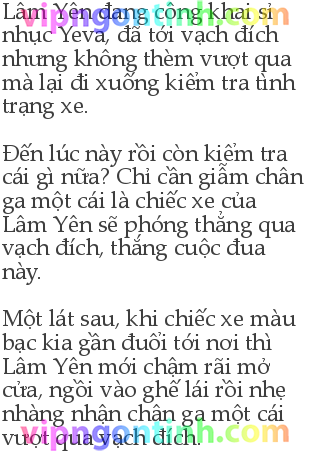 Lâm Yên đang công khai sỉ
nhục Yeva, đã tới vạch đích
nhưng không thèm vượt qua
mà lại đi xuống kiểm tra tình
trạng xe.
Đến lúc này rồi còn kiểm tra
cái gì nữa? Chỉ cần giẫm chân
ga một cái là chiếc xe của
Lâm Yên sẽ phóng thẳng qua
vạch đích, thắng cuộc đua
này.
Một lát sau, khi chiếc xe màu
bạc kia gần đuổi tới nơi thì
Lâm Yên mới chậm rãi mở
cửa, ngồi vào ghế lái rồi nhẹ
nhàng nhận chân ga một cái
vượt qua vạch đích.
vipngontinh.com
vipngontinh.com